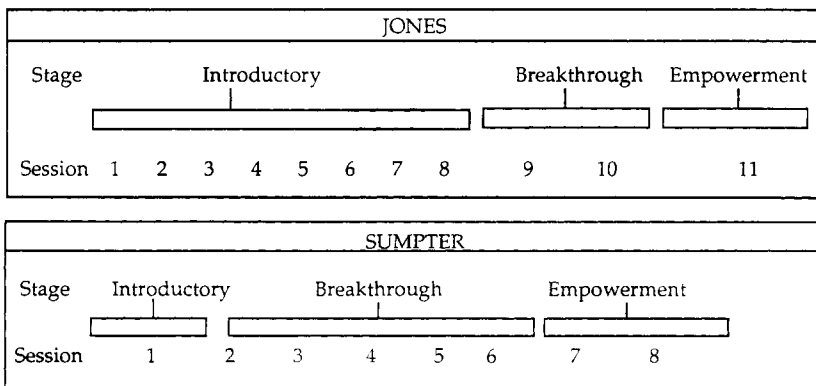 JONES
Stage Introductory Breakthrough Empowerment
Session 1 2 3 4 5 6 7 8 9 10 11
SUMPTER
Stage Introductory Breakthrough Empowerment
Session 1 2 3 4 5 6 7 8